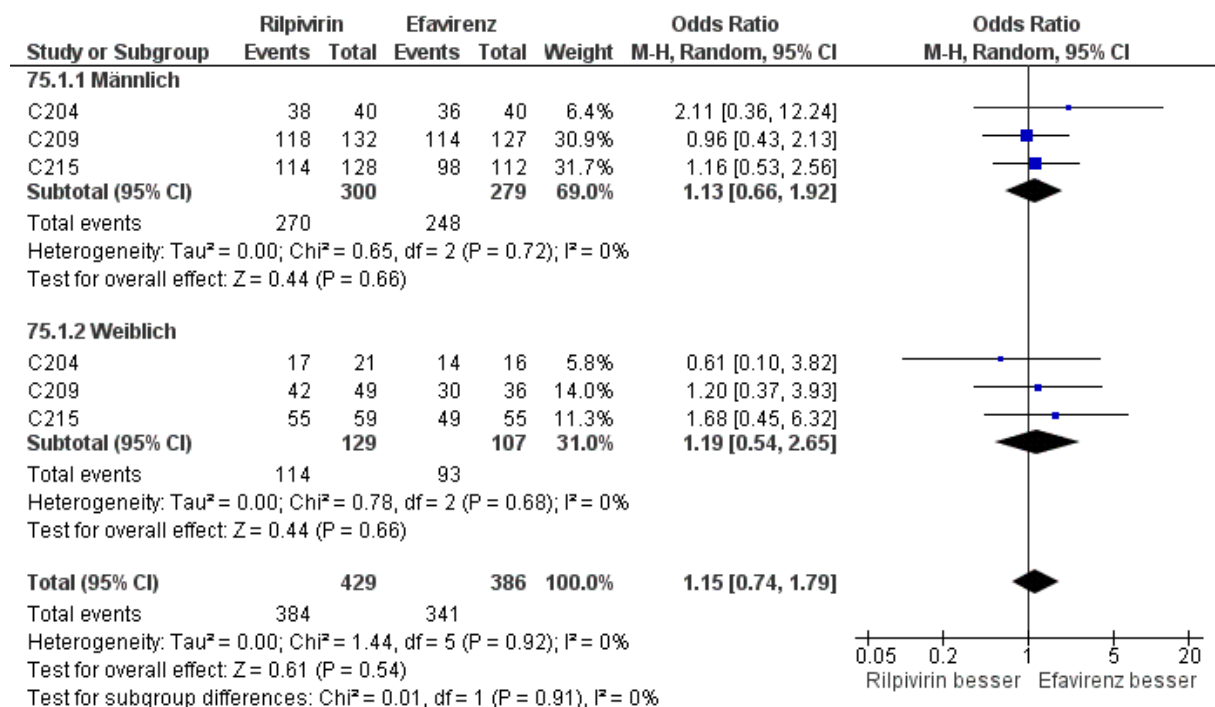 Rilpivirin Efavirenz Odds Ratio Odds Ratio
Study or Subgroup Events Total Events Total Weight M-H, Random, 95% CI M-H, Random, 95% CI
75.1.1 Männlich
C204 38 40 36 40 6.4% 2.11 [0.36, 12.24]
C209 118 132 114 127 30.9% 0.96 [0.43, 2.13]
C215 114 128 98 112 31.7% 1.16 [0.53, 2.56]
Subtotal (95% CI) 300 279 69.0% 1.13 [0.66, 1.92]
Total events 270 248
Heterogeneity: Tau² = 0.00; Chi² = 0.65, df = 2 (P = 0.72); I² = 0%
Test for overall effect: Z = 0.44 (P = 0.66)
75.1.2 Weiblich
C204 17 21 14 16 5.8% 0.61 [0.10, 3.82]
C209 42 49 30 36 14.0% 1.20 [0.37, 3.93]
C215 55 59 49 55 11.3% 1.68 [0.45, 6.32]
Subtotal (95% CI) 129 107 31.0% 1.19 [0.54, 2.65]
Total events 114 93
Heterogeneity: Tau² = 0.00; Chi² = 0.78, df = 2 (P = 0.68); I² = 0%
Test for overall effect: Z = 0.44 (P = 0.66)
Total (95% CI) 429 386 100.0% 1.15 [0.74, 1.79]
Total events 384 341
Heterogeneity: Tau² = 0.00; Chi² = 1.44, df = 5 (P = 0.92); I² = 0%
Test for overall effect: Z = 0.61 (P = 0.54)
Test for subgroup differences: Chi² = 0.01, df = 1 (P = 0.91), I² = 0%
0.05 0.2 1 5 20
Rilpivirin besser Efavirenz besser